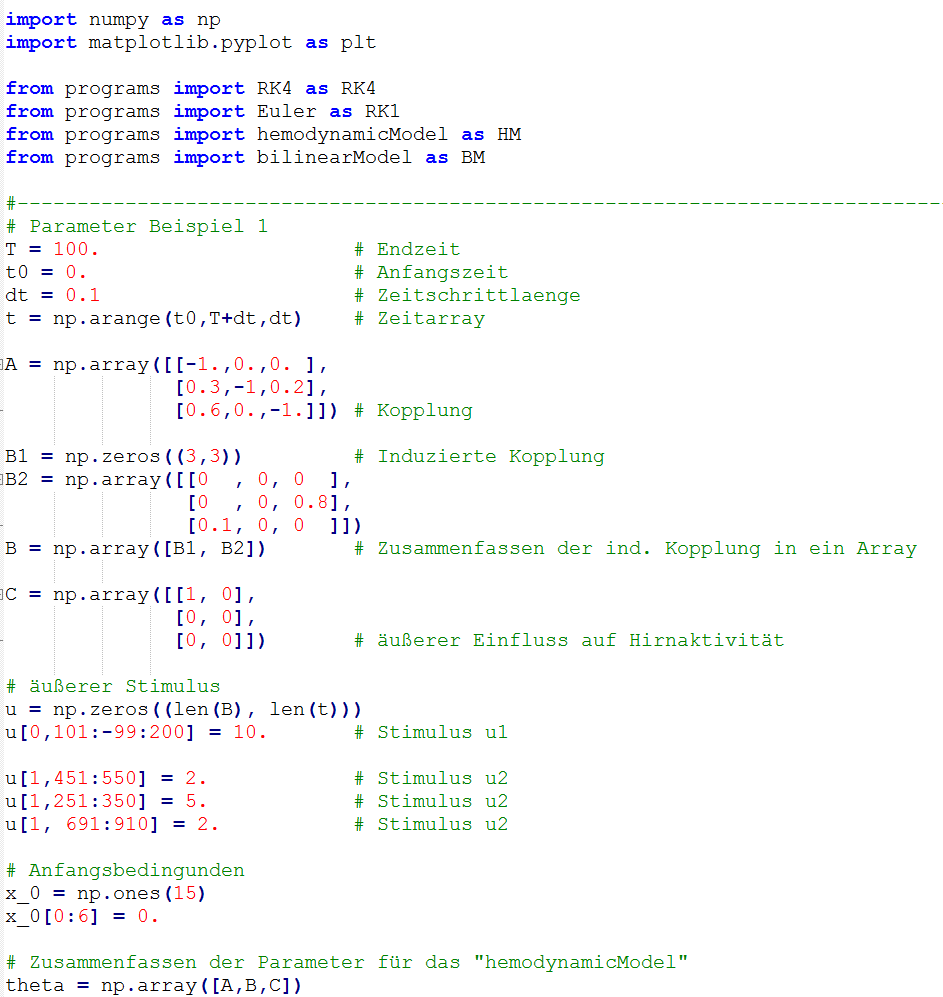 import numpy as np
import matplotlib.pyplot as plt

from programs import RK4 as RK4
from programs import Euler as RK1
from programs import hemodynamicModel as HM
from programs import bilinearModel as BM

#------------------------------------------------------------------------------
# Parameter Beispiel 1
T = 100.                     # Endzeit
t0 = 0.                      # Anfangszeit
dt = 0.1                     # Zeitschrittlaenge
t = np.arange(t0,T+dt,dt)    # Zeitarray

A = np.array([[-1.,0.,0. ],
              [0.3,-1,0.2],
              [0.6,0.,-1.]]) # Kopplung

B1 = np.zeros((3,3))         # Induzierte Kopplung
B2 = np.array([[0  , 0, 0  ],
               [0  , 0, 0.8],
               [0.1, 0, 0  ]])
B = np.array([B1, B2])       # Zusammenfassen der ind. Kopplung in ein Array

C = np.array([[1, 0],
              [0, 0],
              [0, 0]])       # äußerer Einfluss auf Hirnaktivität

# äußerer Stimulus
u = np.zeros((len(B), len(t)))
u[0,101:-99:200] = 10.       # Stimulus u1

u[1,451:550] = 2.            # Stimulus u2
u[1,251:350] = 5.            # Stimulus u2
u[1, 691:910] = 2.           # Stimulus u2

# Anfangsbedingunden
x_0 = np.ones(15)
x_0[0:6] = 0.

# Zusammenfassen der Parameter für das "hemodynamicModel"
theta = np.array([A,B,C])